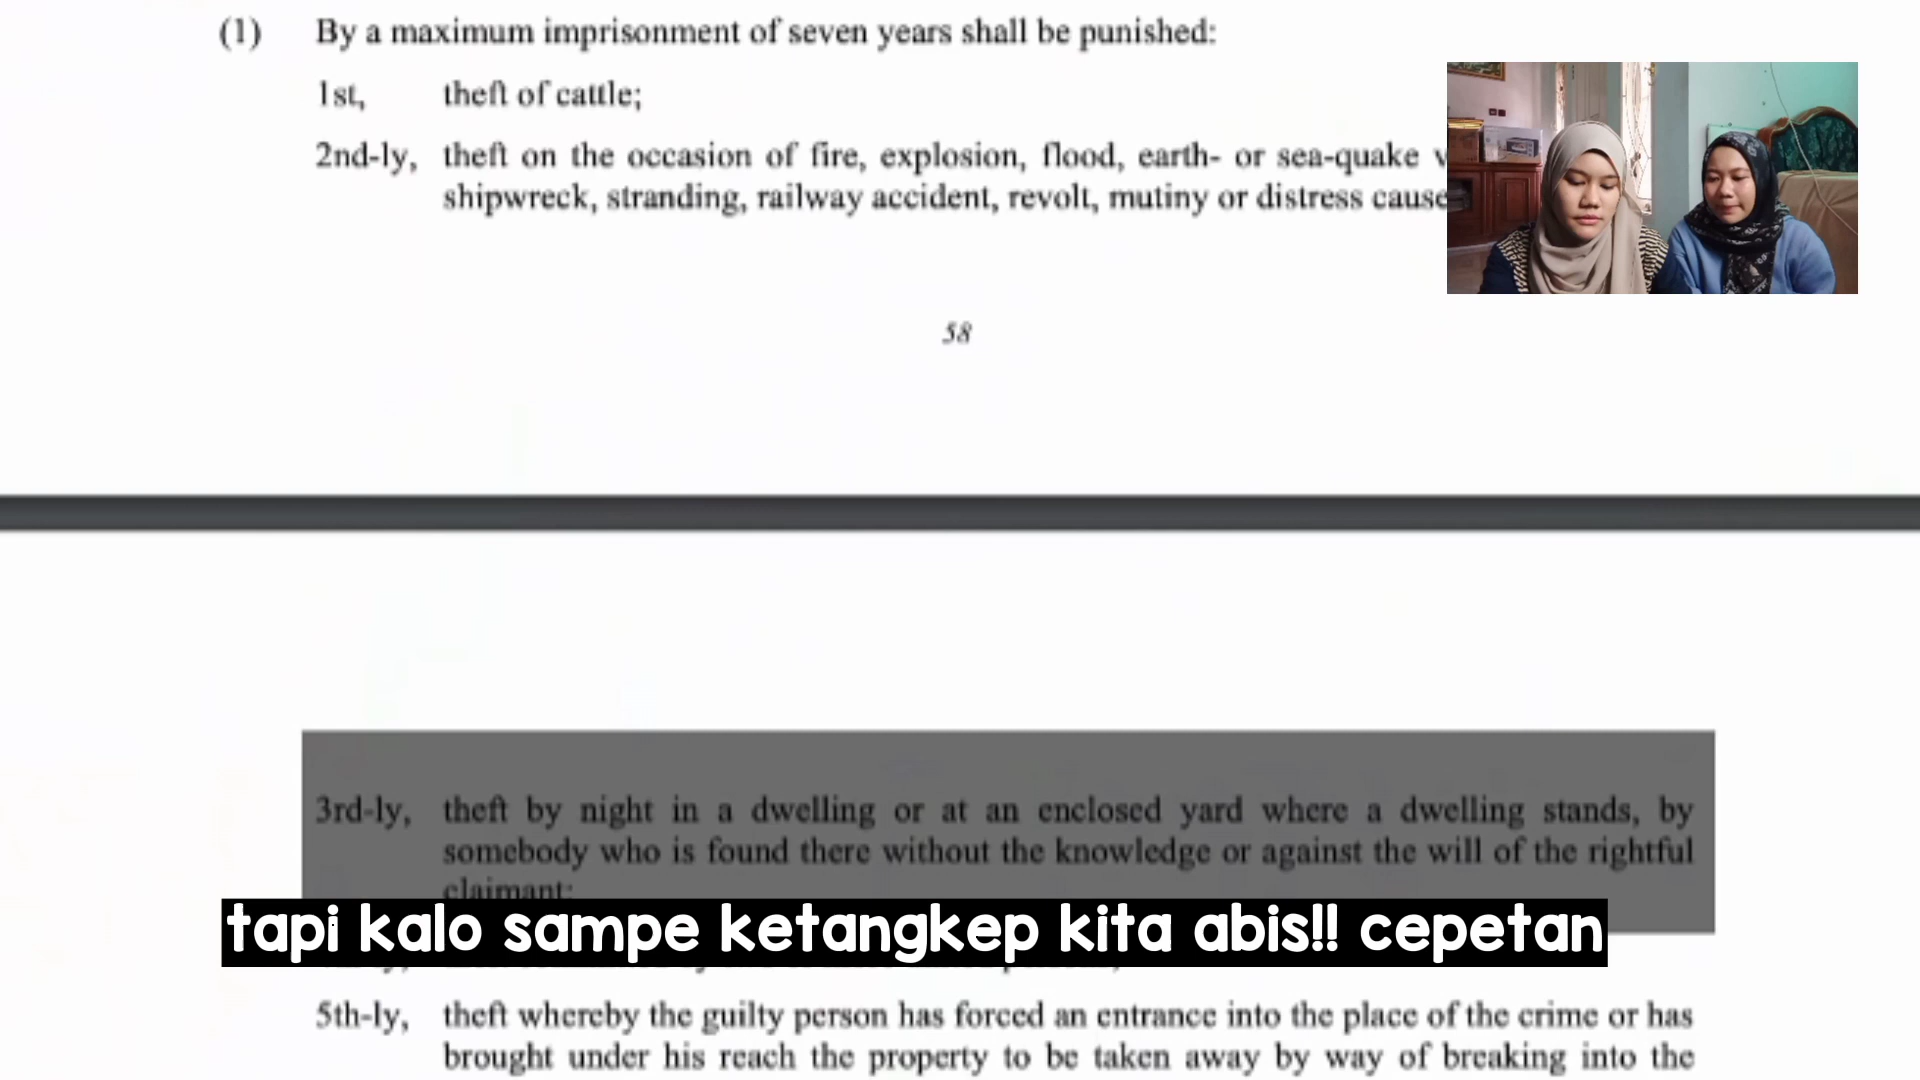 (1) By a maximum imprisonment of seven years shall be punished:
1st, theft of cattle;
2nd-ly, theft on the occasion of fire, explosion, flood, earth- or sea-quake
shipwreck, stranding, railway accident, revolt, mutiny or distress cause
58
3rd-ly, theft by night in a dwelling or at an enclosed yard where a dwelling stands, by
somebody who is found there without the knowledge or against the will of the rightful
claimant;
tapi kalo sampe ketangkep kita abis!! cepetan
5th-ly, theft whereby the guilty person has forced an entrance into the place of the crime or has
brought under his reach the property to be taken away by way of breaking into the